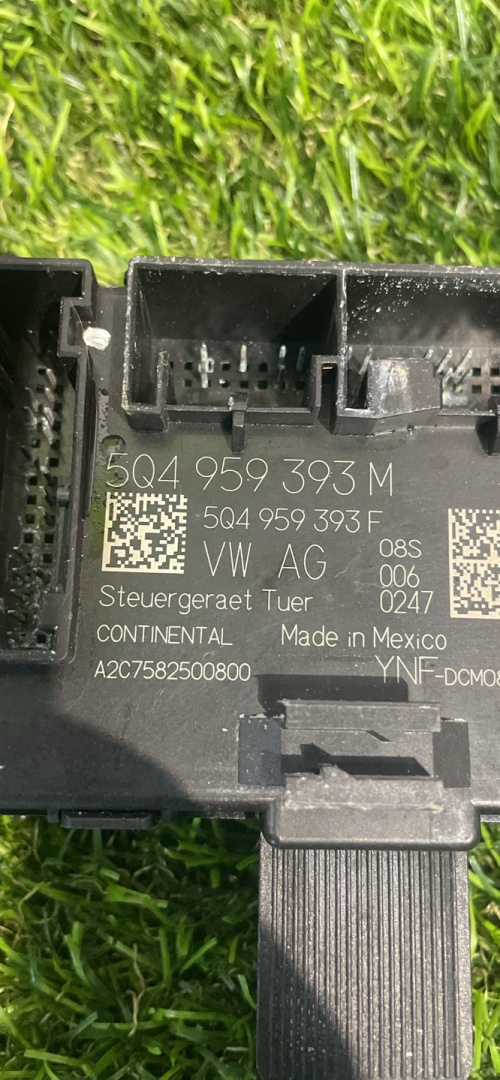 5Q4 959 393 M
5Q4 959 393 F
VW AG
08S
006
0247
Steuergeraet Tuer
CONTINENTAL Made in Mexico
A2C7582500800 YNF-DCM08